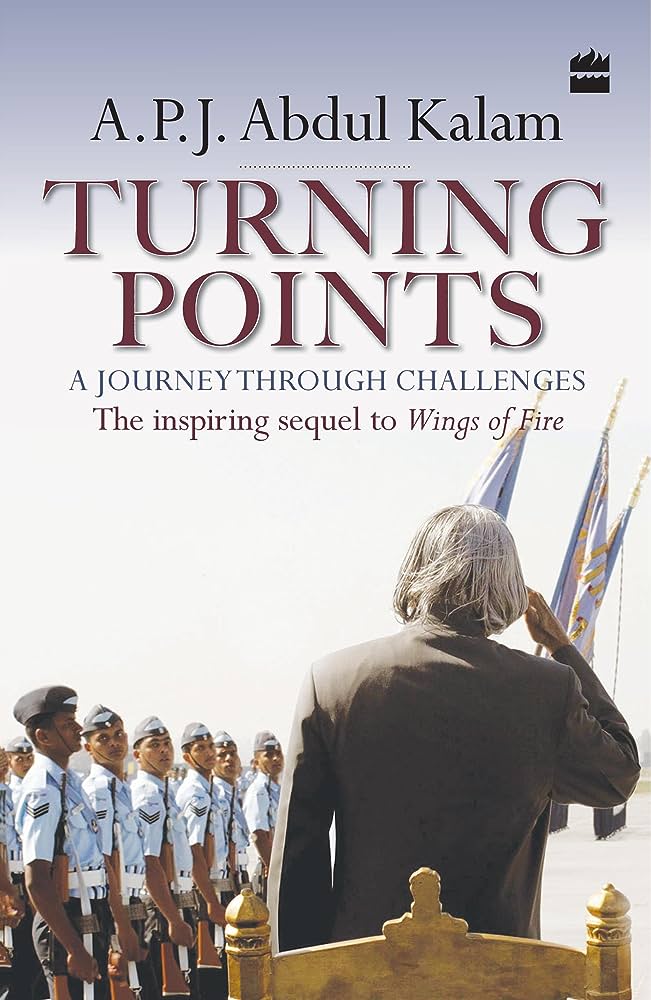 A.P.J. Abdul Kalam
TURNING
POINTS
A JOURNEY THROUGH CHALLENGES
The inspiring sequel to Wings of Fire